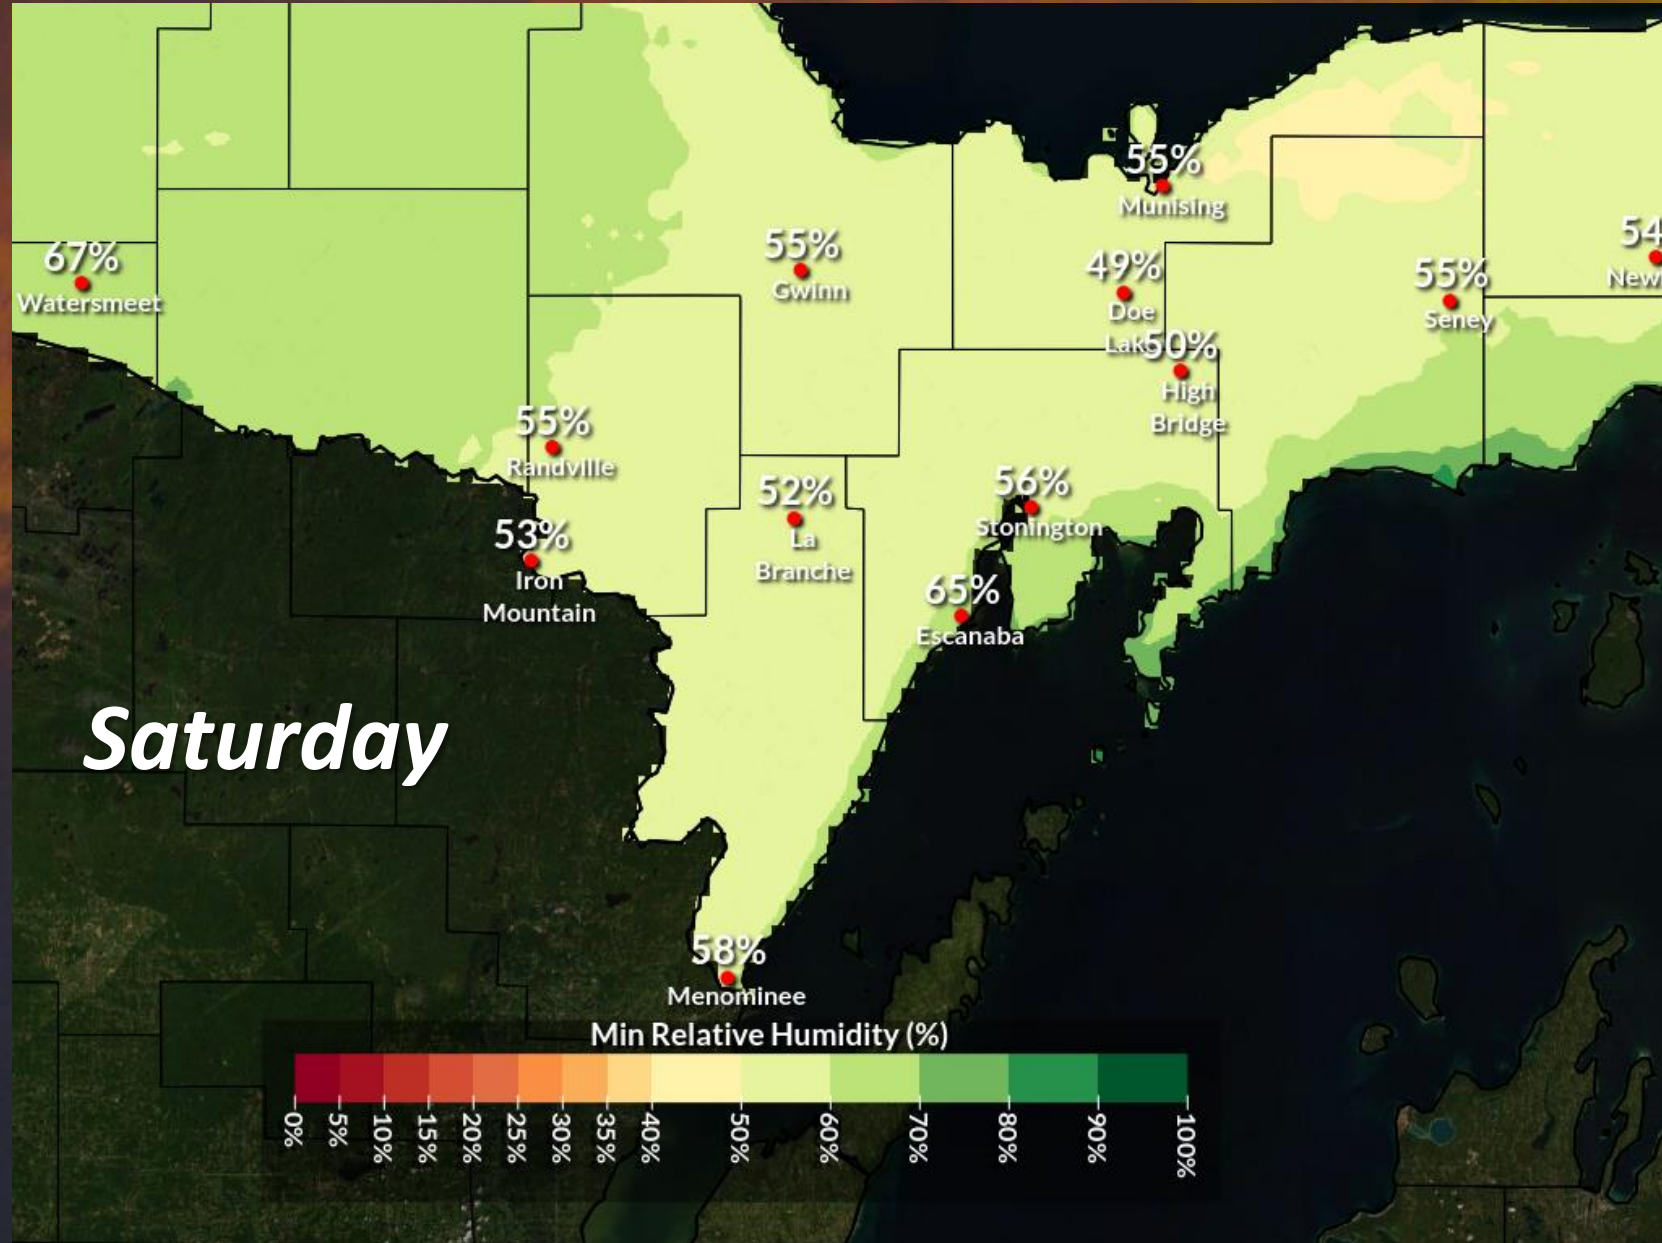 55%
Munising
67%
Watersmeet
55%
Gwinn
49%
Doe
Lake
55%
Seney
54
New
50%
High
Bridge
55%
Randville
52%
La
Branche
56%
Stonington
53%
Iron
Mountain
65%
Escanaba
Saturday
58%
Menominee
Min Relative Humidity (%)
0% 5% 10% 15% 20% 25% 30% 35% 40% 50% 60% 70% 80% 90% 100%